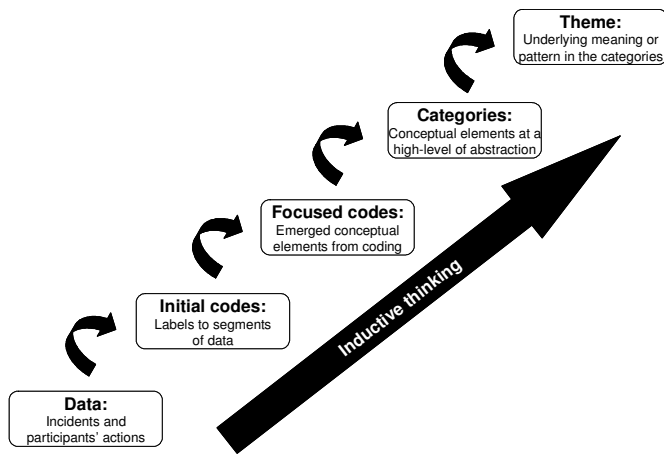 Theme:
Underlying meaning or
pattern in the categories
Categories:
Conceptual elements at a
high-level of abstraction
Focused codes:
Emerged conceptual
elements from coding
Inductive thinking
Initial codes:
Labels to segments
of data
Data:
Incidents and
participants' actions